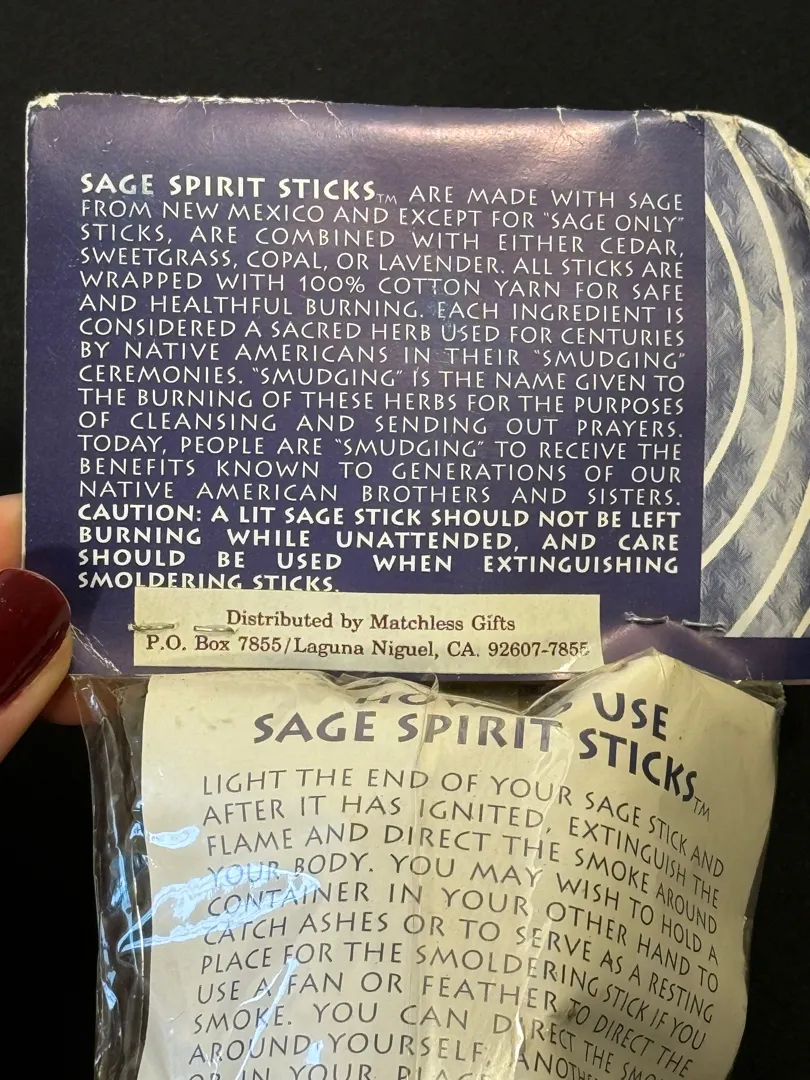 SAGE SPIRIT STICKS™ ARE MADE WITH SAGE
FROM NEW MEXICO AND EXCEPT FOR "SAGE ONLY"
STICKS, ARE COMBINED WITH EITHER CEDAR,
SWEETGRASS, COPAL, OR LAVENDER. ALL STICKS ARE
WRAPPED WITH 100% COTTON YARN FOR SAFE
AND HEALTHFUL BURNING. EACH INGREDIENT IS
CONSIDERED A SACRED HERB USED FOR CENTURIES
BY NATIVE AMERICANS IN THEIR "SMUDGING"
CEREMONIES. "SMUDGING" IS THE NAME GIVEN TO
THE BURNING OF THESE HERBS FOR THE PURPOSES
OF CLEANSING AND SENDING OUT PRAYERS.
TODAY, PEOPLE ARE "SMUDGING" TO RECEIVE THE
BENEFITS KNOWN TO GENERATIONS OF OUR
NATIVE AMERICAN BROTHERS AND SISTERS.
CAUTION: A LIT SAGE STICK SHOULD NOT BE LEFT
BURNING WHILE UNATTENDED, AND CARE
SHOULD BE USED WHEN EXTINGUISHING
SMOLDERING STICKS.
Distributed by Matchless Gifts
P.O. Box 7855/Laguna Niguel, CA. 92607-7855
USE
SAGE SPIRIT STICKS™
LIGHT THE END OF YOUR SAGE STICK AND
AFTER IT HAS IGNITED, EXTINGUISH THE
FLAME AND DIRECT THE SMOKE AROUND
YOUR BODY. YOU MAY WISH TO HOLD A
CONTAINER IN YOUR OTHER HAND TO
CATCH ASHES OR TO SERVE AS A RESTING
PLACE FOR THE SMOLDERING STICK IF YOU
USE A FAN OR FEATHER TO DIRECT THE
SMOKE. YOU CAN DIRECT THE
AROUND YOURSELF,
OR IN YOUR